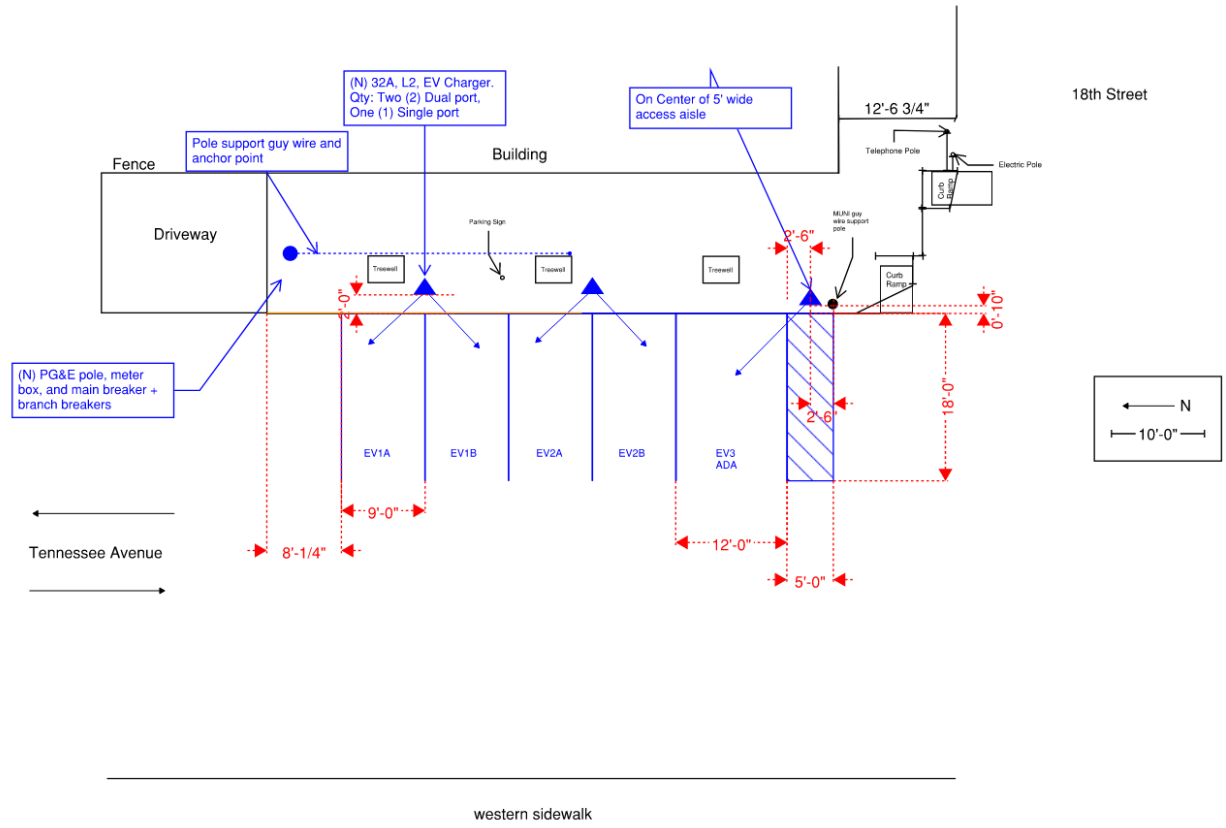 (N) 32A, L2, EV Charger.
Qty: Two (2) Dual port,
One (1) Single port
On Center of 5' wide
access aisle
12'-6 3/4"
18th Street
Pole support guy wire and
anchor point
Building
Telephone Pole
Electric Pole
Fence
Curb
Ramp
Driveway
Parking Sign
MUNI guy
wire support
pole
2'-6"
Treewell
Treewell
Treewell
Curb
Ramp
2'-0"
0'-10"
(N) PG&E pole, meter
box, and main breaker +
branch breakers
18'-0"
2'-6"
N
10'-0"
EV1A
EV1B
EV2A
EV2B
EV3
ADA
9'-0"
8'-1/4"
12'-0"
5'-0"
Tennessee Avenue
western sidewalk